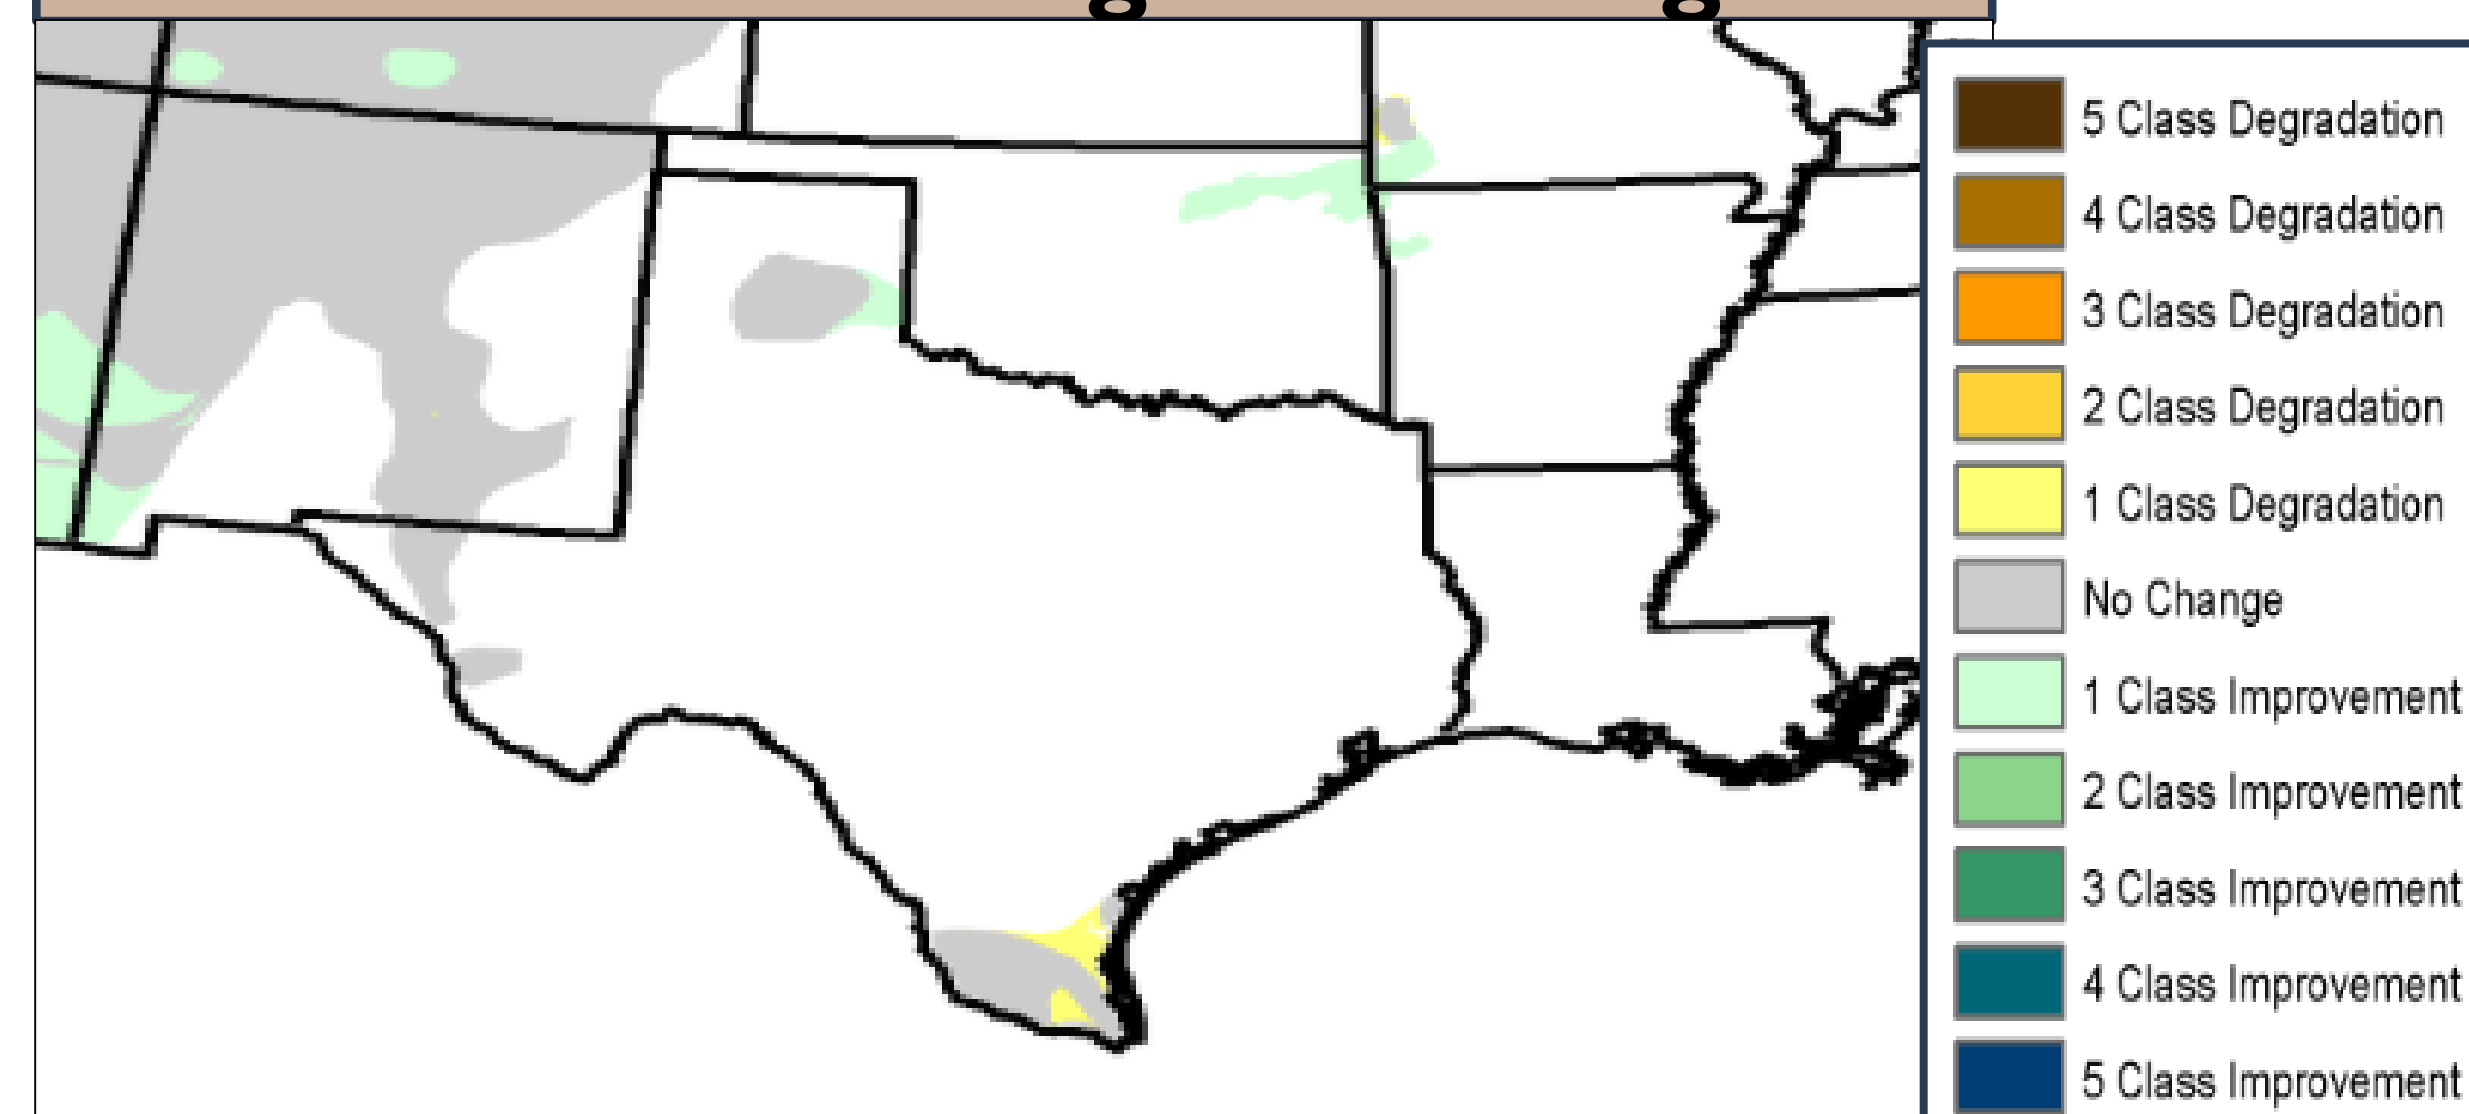 5 Class Degradation
4 Class Degradation
3 Class Degradation
2 Class Degradation
1 Class Degradation
No Change
1 Class Improvement
2 Class Improvement
3 Class Improvement
4 Class Improvement
5 Class Improvement